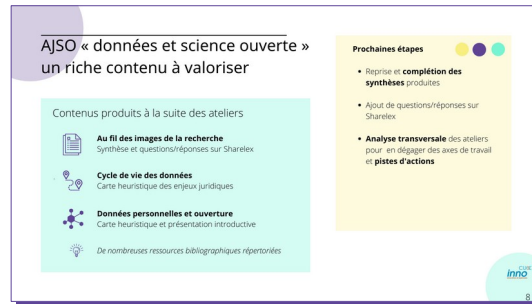 AJSO « données et science ouverte »
un riche contenu à valoriser
Contenus produits à la suite des ateliers
Au fil des images de la recherche
Synthèse et questions/réponses sur Sharelex
Cycle de vie des données
Carte heuristique des enjeux juridiques
Données personnelles et ouverture
Carte heuristique et présentation introductive
De nombreuses ressources bibliographiques répertoriées
Prochaines étapes
• Reprise et complétion des
synthèses produites
• Ajout de questions/réponses sur
Sharelex
• Analyse transversale des ateliers
pour en dégager des axes de travail
et pistes d'actions
inno
8